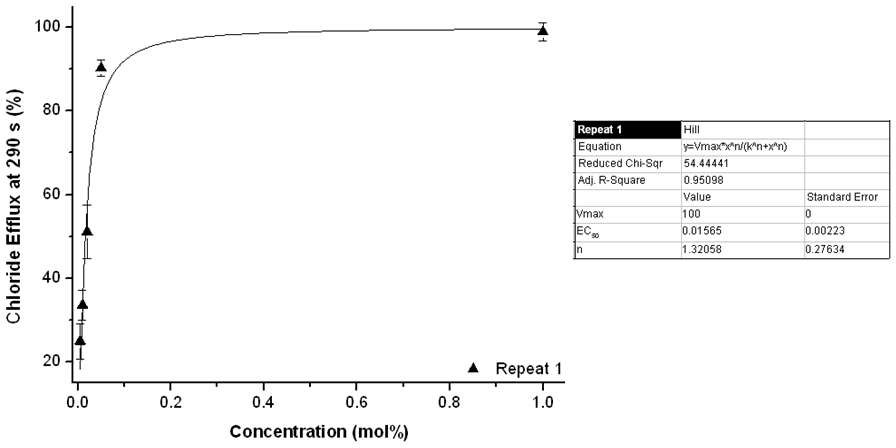 100
80
60
40
20
Chloride Efflux at 290 s (%)
0.0 0.2 0.4 0.6 0.8 1.0
Concentration (mol%)
Repeat 1
Repeat 1 Hill
Equation y=Vmax*x^n/(k^n+x^n)
Reduced Chi-Sqr 54.44441
Adj. R-Square 0.95098
Value Standard Error
Vmax 100 0
EC50 0.01565 0.00223
n 1.32058 0.27634